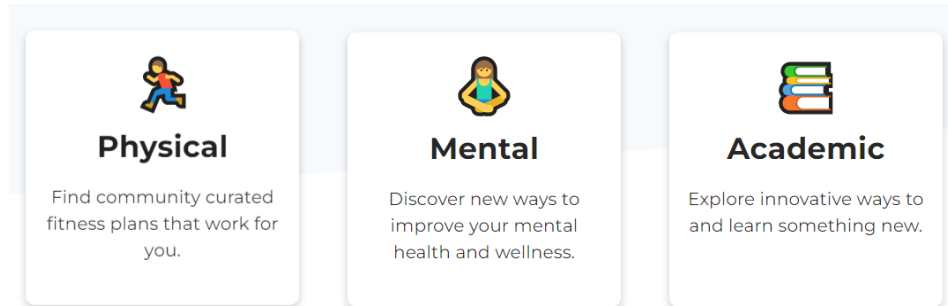 Physical
Find community curated
fitness plans that work for
you.
Mental
Discover new ways to
improve your mental
health and wellness.
Academic
Explore innovative ways to
and learn something new.